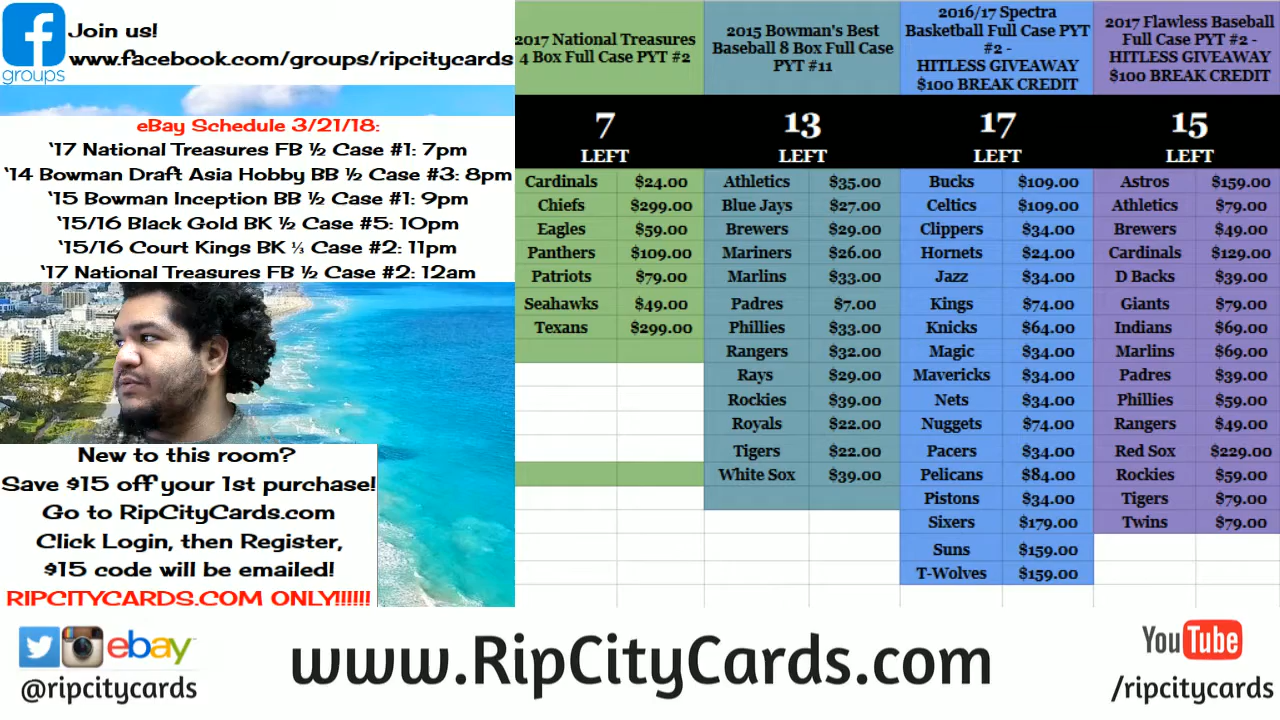 Join us!
www.facebook.com/groups/ripcitycards
groups
eBay Schedule 3/21/18:
'17 National Treasures FB ½ Case #1: 7pm
'14 Bowman Draft Asia Hobby BB ½ Case #3: 8pm
'15 Bowman Inception BB ½ Case #1: 9pm
'15/16 Black Gold BK ½ Case #5: 10pm
'15/16 Court Kings BK ⅓ Case #2: 11pm
'17 National Treasures FB ½ Case #2: 12am
New to this room?
Save $15 off your 1st purchase!
Go to RipCityCards.com
Click Login, then Register,
$15 code will be emailed!
RIPCITYCARDS.COM ONLY!!!!!!
2017 National Treasures
4 Box Full Case PYT #2
7
LEFT
Cardinals $24.00
Chiefs $299.00
Eagles $59.00
Panthers $109.00
Patriots $79.00
Seahawks $49.00
Texans $299.00
2015 Bowman's Best
Baseball 8 Box Full Case
PYT #11
13
LEFT
Athletics $35.00
Blue Jays $27.00
Brewers $29.00
Mariners $26.00
Marlins $33.00
Padres $7.00
Phillies $33.00
Rangers $32.00
Rays $29.00
Rockies $39.00
Royals $22.00
Tigers $22.00
White Sox $39.00
2016/17 Spectra
Basketball Full Case PYT
#2 -
HITLESS GIVEAWAY
$100 BREAK CREDIT
17
LEFT
Bucks $109.00
Celtics $109.00
Clippers $34.00
Hornets $24.00
Jazz $34.00
Kings $74.00
Knicks $64.00
Magic $34.00
Mavericks $34.00
Nets $34.00
Nuggets $74.00
Pacers $34.00
Pelicans $84.00
Pistons $34.00
Sixers $179.00
Suns $159.00
T-Wolves $159.00
2017 Flawless Baseball
Full Case PYT #2 -
HITLESS GIVEAWAY
$100 BREAK CREDIT
15
LEFT
Astros $159.00
Athletics $79.00
Brewers $49.00
Cardinals $129.00
D Backs $39.00
Giants $79.00
Indians $69.00
Marlins $69.00
Padres $39.00
Phillies $59.00
Rangers $49.00
Red Sox $229.00
Rockies $59.00
Tigers $79.00
Twins $79.00
ebay
@ripcitycards
www.RipCityCards.com
YouTube
/ripcitycards